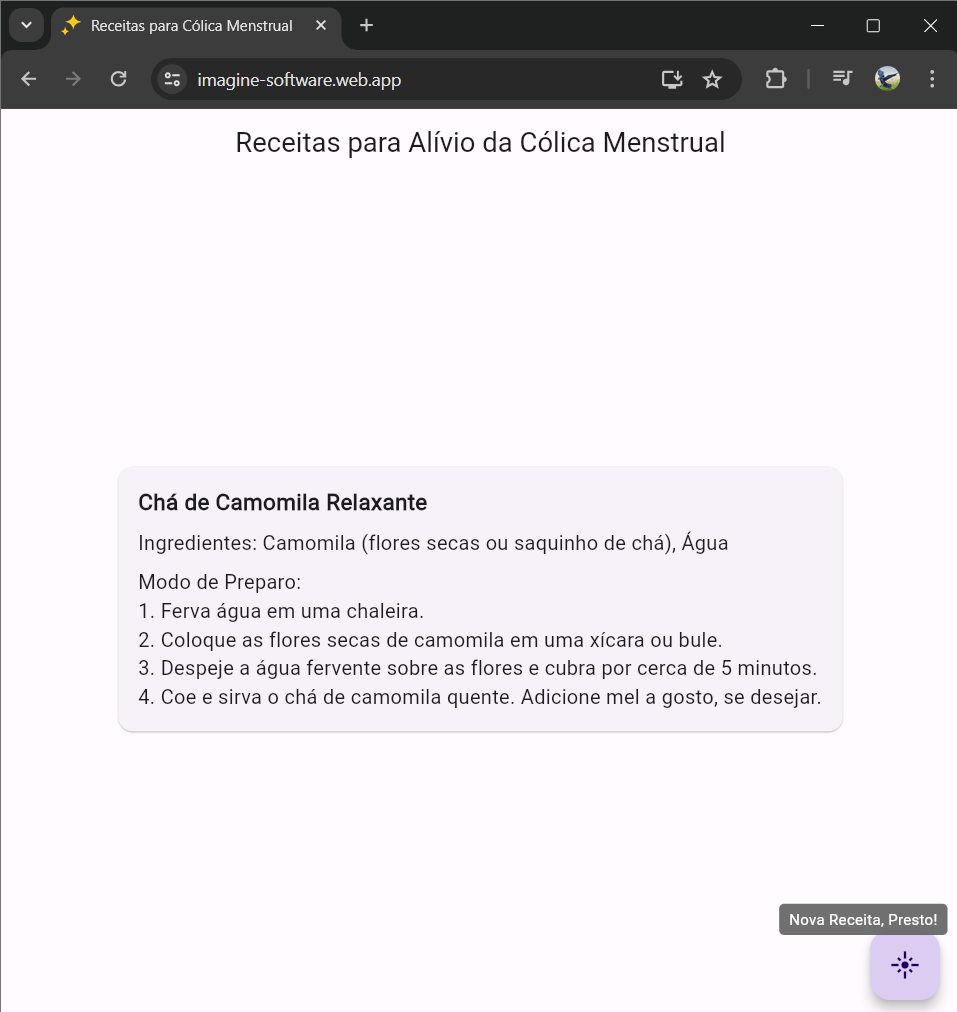 Receitas para Cólica Menstrual
imagine-software.web.app
Receitas para Alívio da Cólica Menstrual
Chá de Camomila Relaxante
Ingredientes: Camomila (flores secas ou saquinho de chá), Água
Modo de Preparo:
1. Ferva água em uma chaleira.
2. Coloque as flores secas de camomila em uma xícara ou bule.
3. Despeje a água fervente sobre as flores e cubra por cerca de 5 minutos.
4. Coe e sirva o chá de camomila quente. Adicione mel a gosto, se desejar.
Nova Receita, Presto!